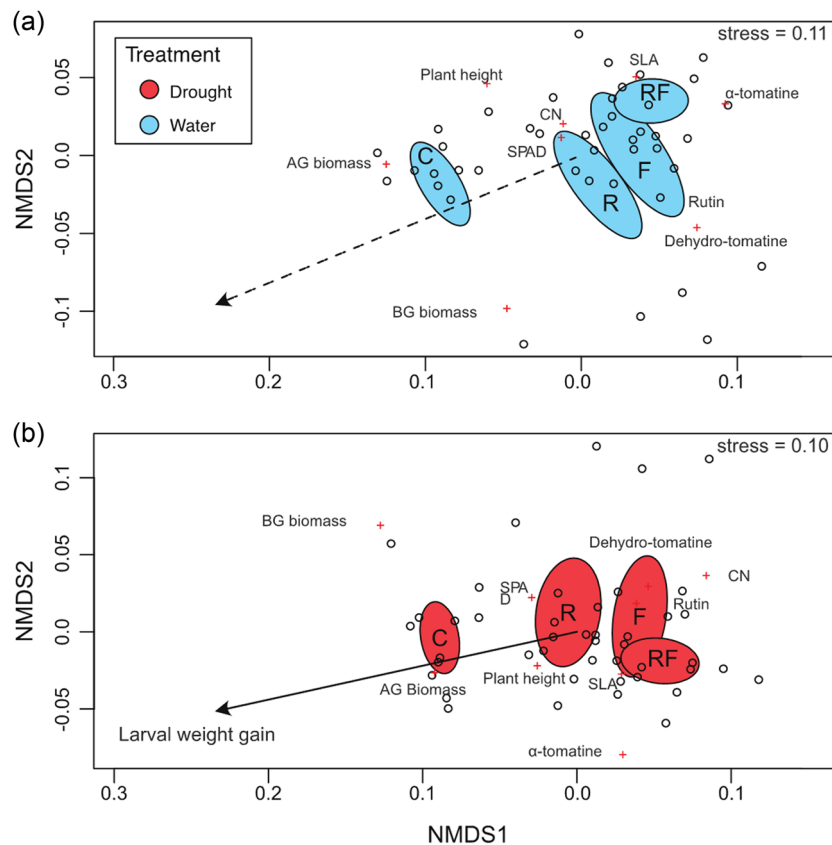 (a)
stress = 0.11
Treatment
Drought
Water
Plant height
SLA
RF
α-tomatine
CN
SPAD
AG biomass
C
F
R
Rutin
Dehydro-tomatine
BG biomass
NMDS2
0.05
0.0
-0.05
-0.1
0.3
0.2
0.1
0.0
0.1
(b)
stress = 0.10
BG biomass
Dehydro-tomatine
CN
SPA
D
R
F
Rutin
C
RF
AG Biomass
Plant height
SLA
Larval weight gain
α-tomatine
NMDS2
0.1
0.05
0.0
-0.05
0.3
0.2
0.1
0.0
0.1
NMDS1